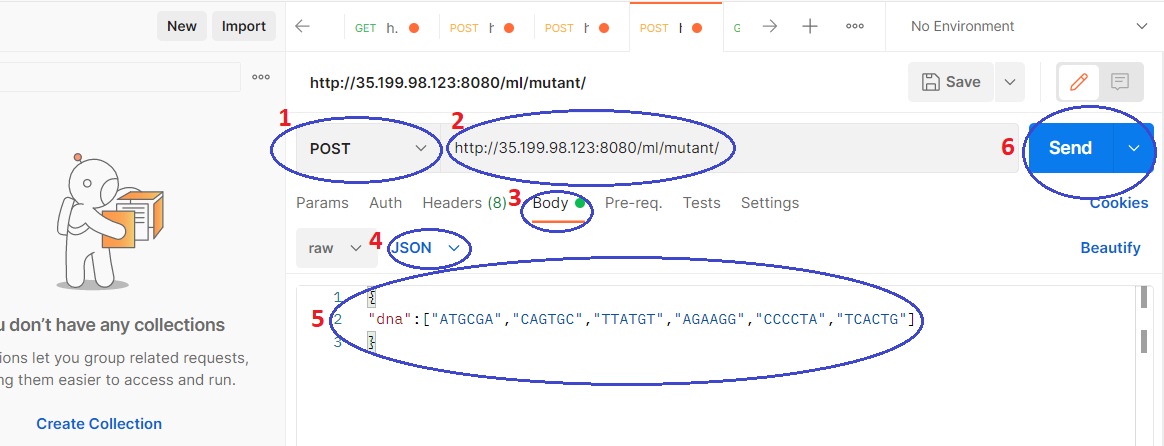 New Import GET h. POST h POST h POST h G No Environment
http://35.199.98.123:8080/ml/mutant/ Save
1 2
POST http://35.199.98.123:8080/ml/mutant/ 6 Send
Params Auth Headers (8) 3 Body Pre-req. Tests Settings Cookies
raw 4 JSON Beautify
1 {
5 2 "dna":["ATGCGA","CAGTGC","TTATGT","AGAAGG","CCCCTA","TCACTG"]
3 }
u don't have any collections
ions let you group related requests,
ng them easier to access and run.
Create Collection